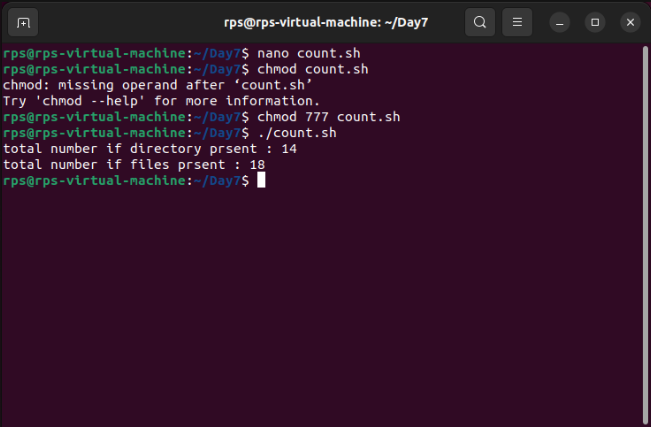 rps@rps-virtual-machine: ~/Day7
rps@rps-virtual-machine:~/Day7$ nano count.sh
rps@rps-virtual-machine:~/Day7$ chmod count.sh
chmod: missing operand after ‘count.sh’
Try 'chmod --help' for more information.
rps@rps-virtual-machine:~/Day7$ chmod 777 count.sh
rps@rps-virtual-machine:~/Day7$ ./count.sh
total number if directory prsent : 14
total number if files prsent : 18
rps@rps-virtual-machine:~/Day7$